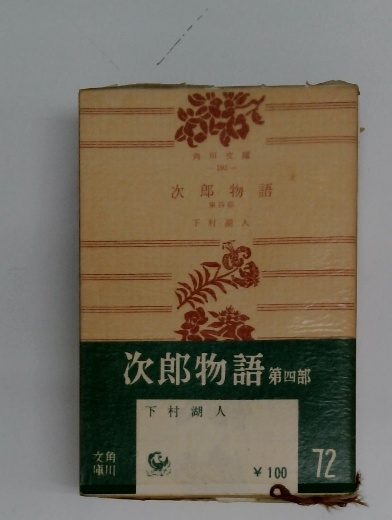 角川文庫
次郎物語
第四部
下村湖人
次郎物語 第四部
下村湖人
角川文庫
¥100
72